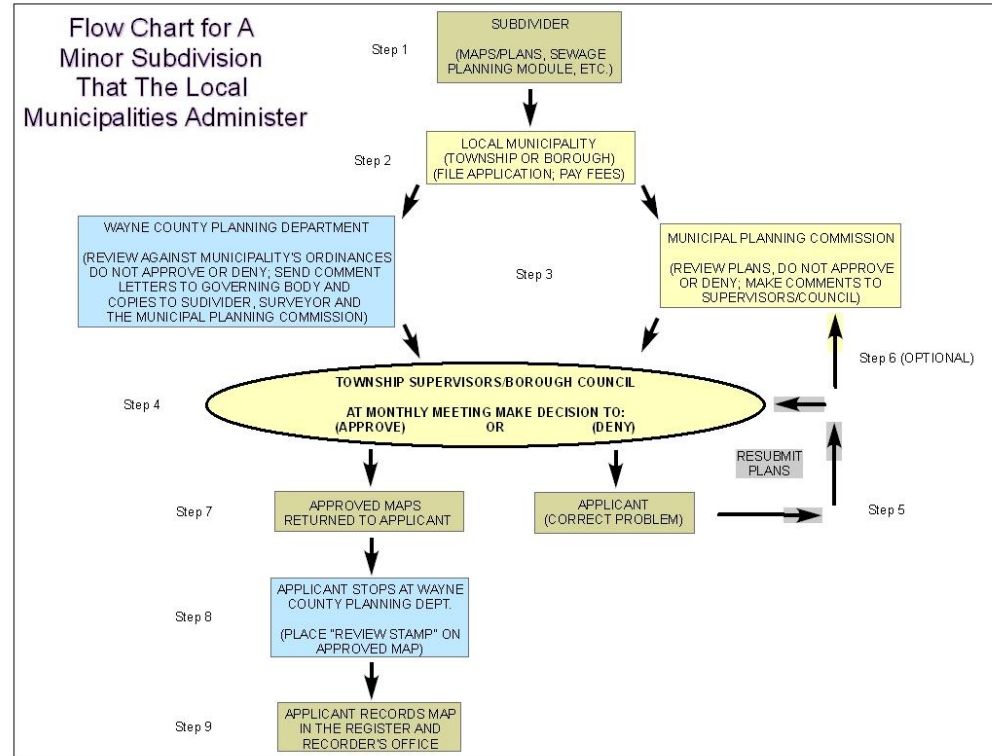 Flow Chart for A
Minor Subdivision
That The Local
Municipalities Administer
Step 1
SUBDIVIDER
(MAPS/PLANS, SEWAGE
PLANNING MODULE, ETC.)
Step 2
LOCAL MUNICIPALITY
(TOWNSHIP OR BOROUGH)
(FILE APPLICATION; PAY FEES)
WAYNE COUNTY PLANNING DEPARTMENT
(REVIEW AGAINST MUNICIPALITY'S ORDINANCES
DO NOT APPROVE OR DENY; SEND COMMENT
LETTERS TO GOVERNING BODY AND
COPIES TO SUDIVIDER, SURVEYOR AND
THE MUNICIPAL PLANNING COMMISSION)
Step 3
MUNICIPAL PLANNING COMMISSION
(REVIEW PLANS, DO NOT APPROVE
OR DENY; MAKE COMMENTS TO
SUPERVISORS/COUNCIL)
Step 6 (OPTIONAL)
Step 4
TOWNSHIP SUPERVISORS/BOROUGH COUNCIL
AT MONTHLY MEETING MAKE DECISION TO:
(APPROVE) OR (DENY)
RESUBMIT
PLANS
Step 7
APPROVED MAPS
RETURNED TO APPLICANT
APPLICANT
(CORRECT PROBLEM)
Step 5
Step 8
APPLICANT STOPS AT WAYNE
COUNTY PLANNING DEPT.
(PLACE "REVIEW STAMP" ON
APPROVED MAP)
Step 9
APPLICANT RECORDS MAP
IN THE REGISTER AND
RECORDER'S OFFICE